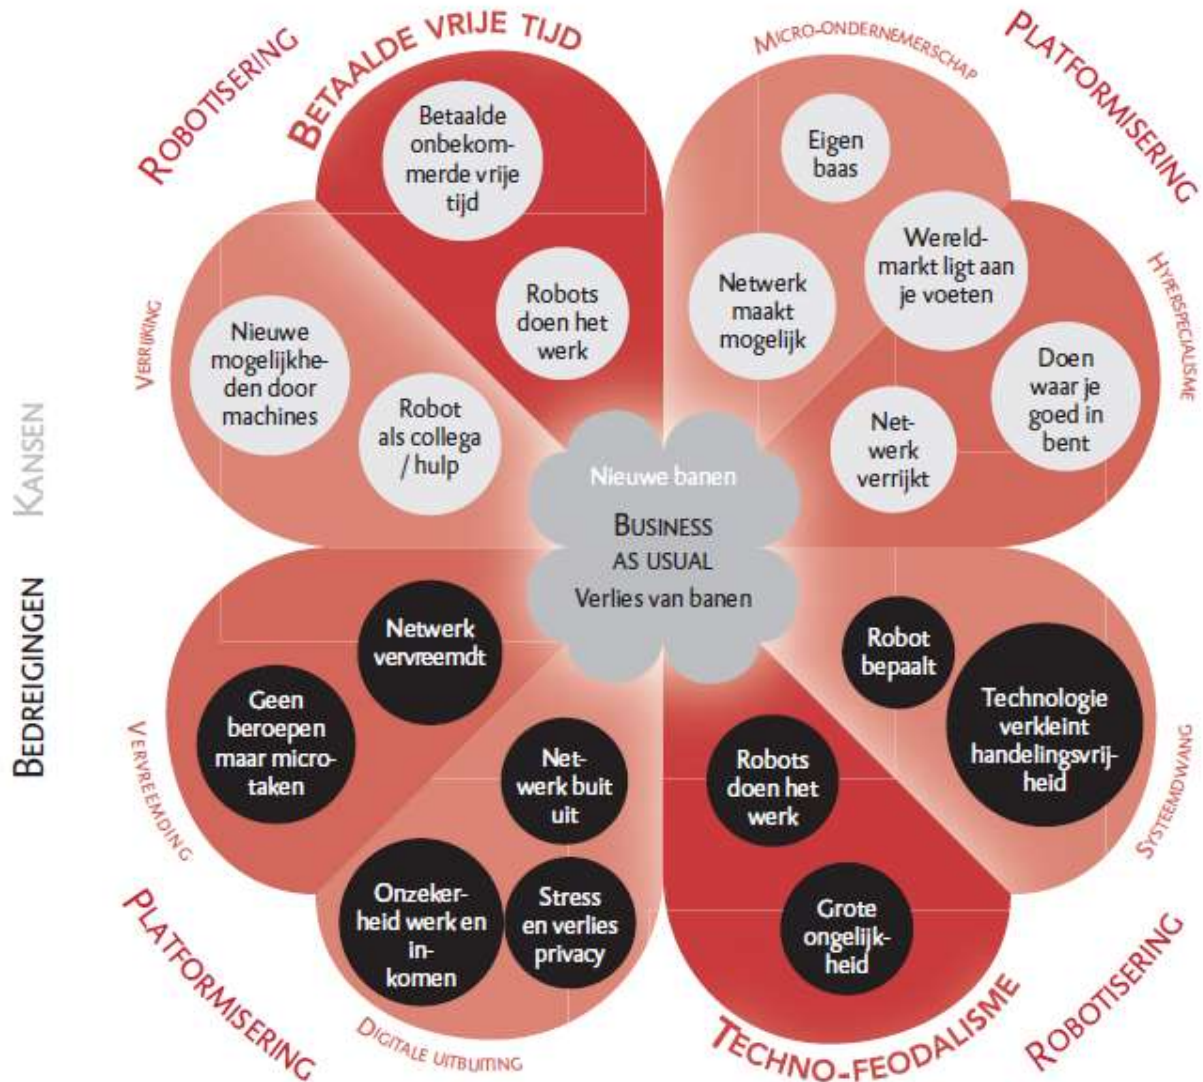 ROBOTISERING
BETAALDE VRIJE TIJD
MICRO-ONDERNEMERSCHAP
PLATFORMISERING
Betaalde
onbekom-
merde vrije
tijd
Robots
doen het
werk
Eigen
baas
Netwerk
maakt
mogelijk
Wereld-
markt ligt aan
je voeten
VERRIJKING
Nieuwe
mogelijkhe-
den door
machines
Robot
als collega
/ hulp
HYPERSPECIALISME
Doen
waar je
goed in
bent
Net-
werk
verrijkt
KANSEN
Nieuwe banen
BUSINESS
AS USUAL
Verlies van banen
BEDREIGINGEN
Netwerk
vervreemdt
Geen
beroepen
maar micro-
taken
VERVREEMDING
Net-
werk buit
uit
Onzeker-
heid werk en
in-
komen
Stress
en verlies
privacy
PLATFORMISERING
DIGITALE UITBUITING
Robot
bepaalt
Technologie
verkleint
handelingsvrij-
heid
SYSTEEMDWANG
Robots
doen het
werk
Grote
ongelijk-
heid
TECHNO-FEODALISME
ROBOTISERING